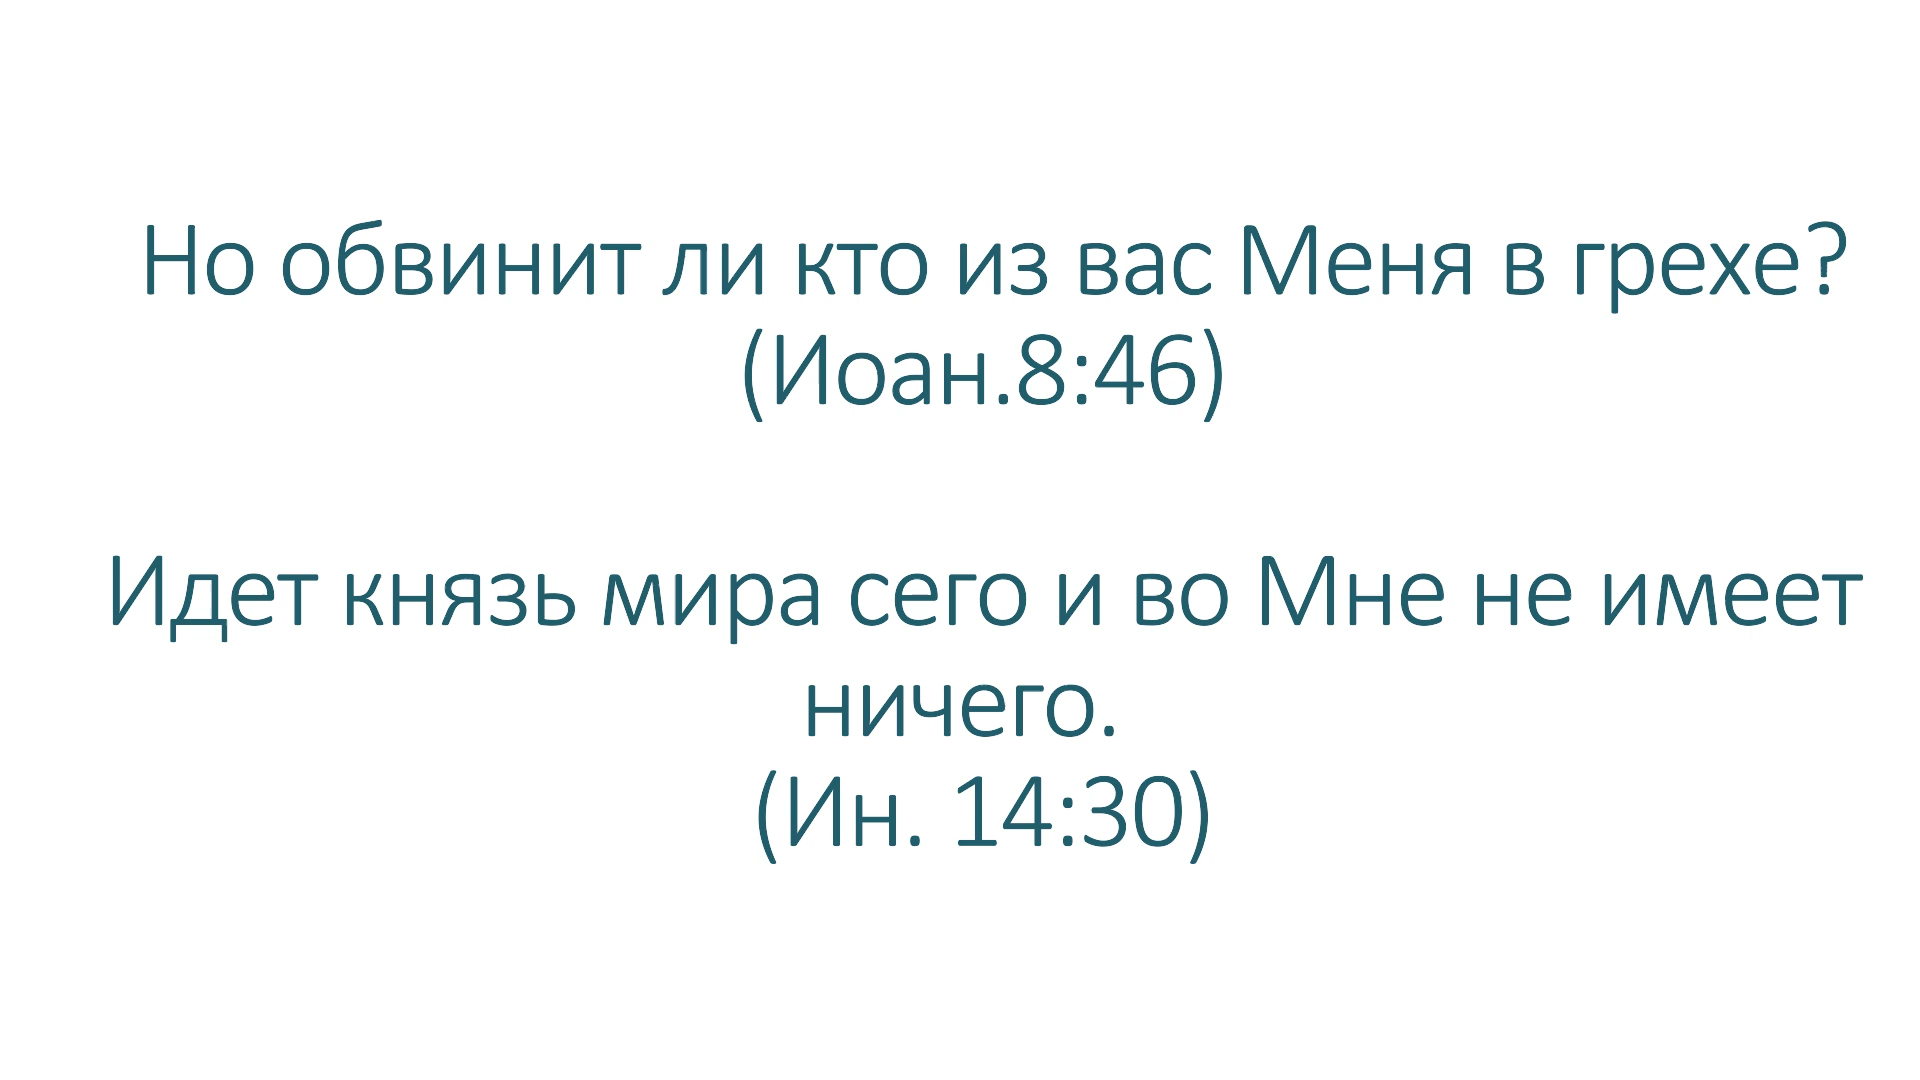 Но обвинит ли кто из вас Меня в грехе?
(Иоан.8:46)
Идет князь мира сего и во Мне не имеет
ничего.
(Ин. 14:30)